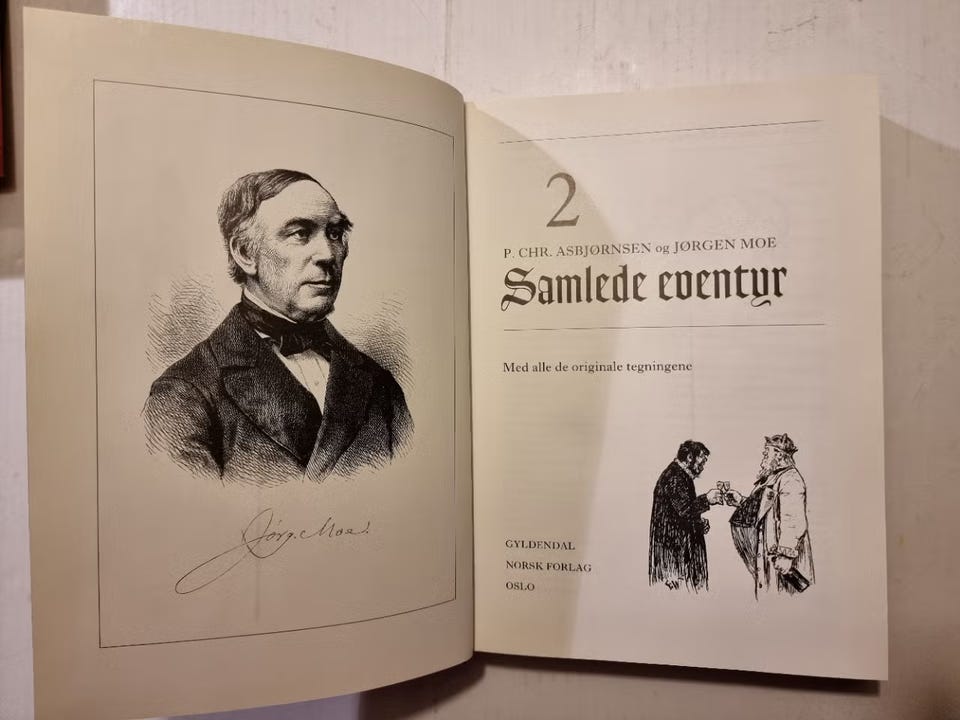 Jørg. Moe.
2
P. CHR. ASBJØRNSEN og JØRGEN MOE
Samlede eventyr
Med alle de originale tegningene
GYLDENDAL
NORSK FORLAG
OSLO